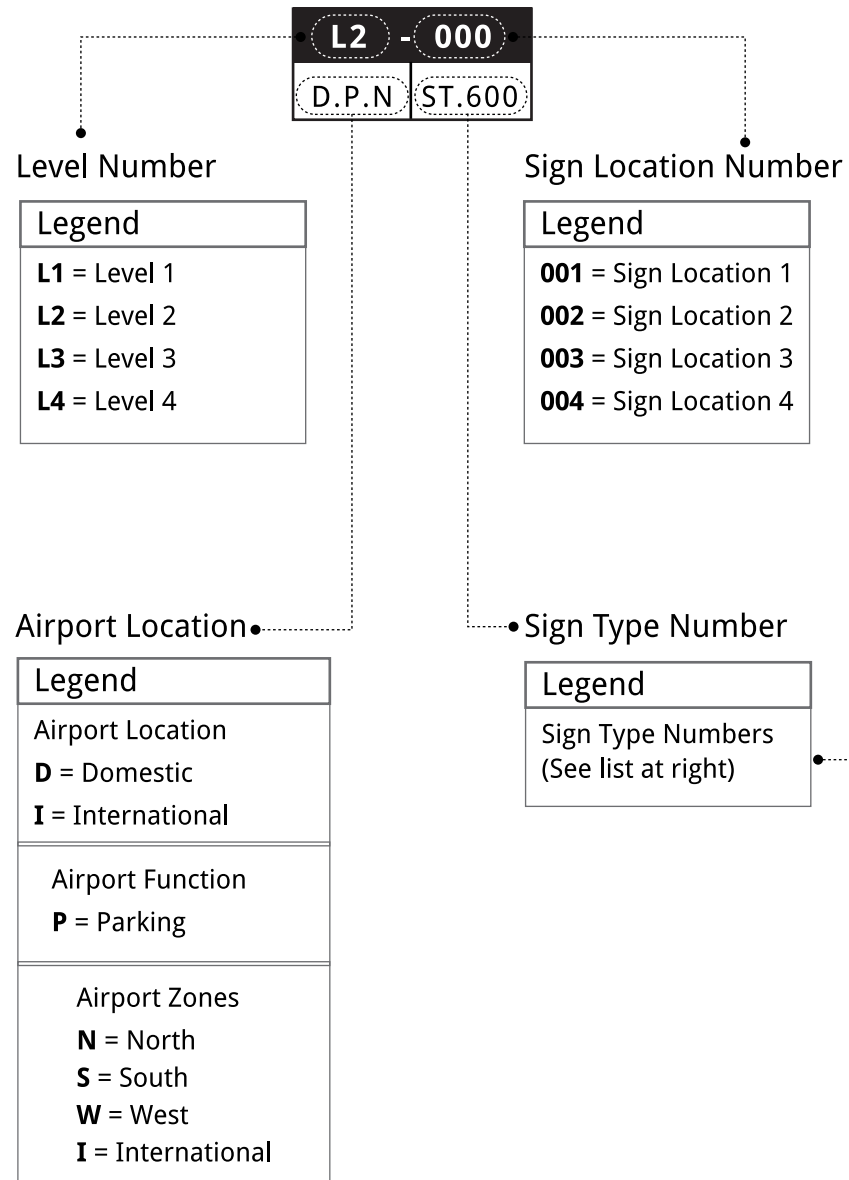 L2 - 000
D.P.N ST.600
Level Number
Legend
L1 = Level 1
L2 = Level 2
L3 = Level 3
L4 = Level 4
Sign Location Number
Legend
001 = Sign Location 1
002 = Sign Location 2
003 = Sign Location 3
004 = Sign Location 4
Airport Location
Legend
Airport Location
D = Domestic
I = International
Airport Function
P = Parking
Airport Zones
N = North
S = South
W = West
I = International
Sign Type Number
Legend
Sign Type Numbers
(See list at right)